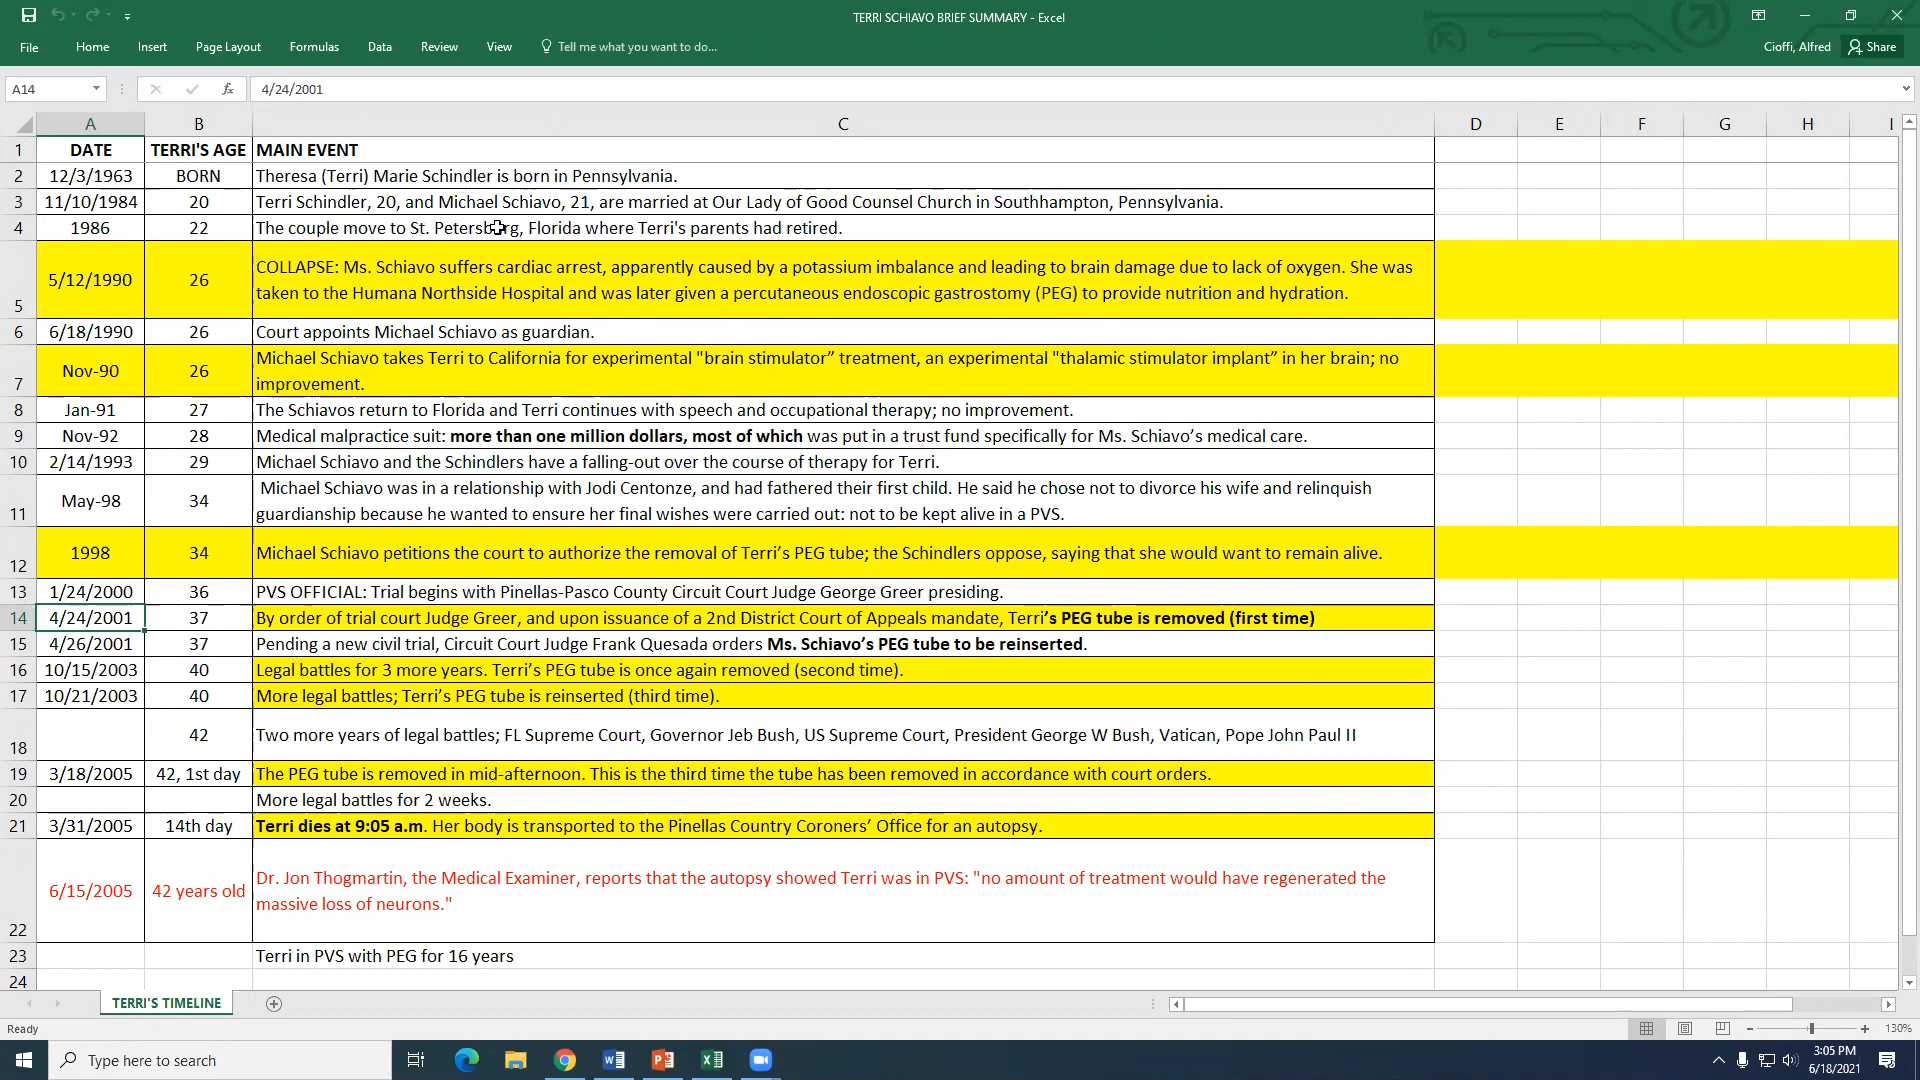 TERRI SCHIAVO BRIEF SUMMARY - Excel
File Home Insert Page Layout Formulas Data Review View Tell me what you want to do... Cioffi, Alfred Share
A14 fx 4/24/2001
A B C D E F G H I
1 DATE TERRI'S AGE MAIN EVENT
2 12/3/1963 BORN Theresa (Terri) Marie Schindler is born in Pennsylvania.
3 11/10/1984 20 Terri Schindler, 20, and Michael Schiavo, 21, are married at Our Lady of Good Counsel Church in Southhampton, Pennsylvania.
4 1986 22 The couple move to St. Petersburg, Florida where Terri's parents had retired.
5 5/12/1990 26 COLLAPSE: Ms. Schiavo suffers cardiac arrest, apparently caused by a potassium imbalance and leading to brain damage due to lack of oxygen. She was
taken to the Humana Northside Hospital and was later given a percutaneous endoscopic gastrostomy (PEG) to provide nutrition and hydration.
6 6/18/1990 26 Court appoints Michael Schiavo as guardian.
7 Nov-90 26 Michael Schiavo takes Terri to California for experimental "brain stimulator” treatment, an experimental "thalamic stimulator implant” in her brain; no
improvement.
8 Jan-91 27 The Schiavos return to Florida and Terri continues with speech and occupational therapy; no improvement.
9 Nov-92 28 Medical malpractice suit: more than one million dollars, most of which was put in a trust fund specifically for Ms. Schiavo’s medical care.
10 2/14/1993 29 Michael Schiavo and the Schindlers have a falling-out over the course of therapy for Terri.
11 May-98 34 Michael Schiavo was in a relationship with Jodi Centonze, and had fathered their first child. He said he chose not to divorce his wife and relinquish
guardianship because he wanted to ensure her final wishes were carried out: not to be kept alive in a PVS.
12 1998 34 Michael Schiavo petitions the court to authorize the removal of Terri’s PEG tube; the Schindlers oppose, saying that she would want to remain alive.
13 1/24/2000 36 PVS OFFICIAL: Trial begins with Pinellas-Pasco County Circuit Court Judge George Greer presiding.
14 4/24/2001 37 By order of trial court Judge Greer, and upon issuance of a 2nd District Court of Appeals mandate, Terri’s PEG tube is removed (first time)
15 4/26/2001 37 Pending a new civil trial, Circuit Court Judge Frank Quesada orders Ms. Schiavo’s PEG tube to be reinserted.
16 10/15/2003 40 Legal battles for 3 more years. Terri’s PEG tube is once again removed (second time).
17 10/21/2003 40 More legal battles; Terri’s PEG tube is reinserted (third time).
18 42 Two more years of legal battles; FL Supreme Court, Governor Jeb Bush, US Supreme Court, President George W Bush, Vatican, Pope John Paul II
19 3/18/2005 42, 1st day The PEG tube is removed in mid-afternoon. This is the third time the tube has been removed in accordance with court orders.
20 More legal battles for 2 weeks.
21 3/31/2005 14th day Terri dies at 9:05 a.m. Her body is transported to the Pinellas Country Coroners’ Office for an autopsy.
22 6/15/2005 42 years old Dr. Jon Thogmartin, the Medical Examiner, reports that the autopsy showed Terri was in PVS: "no amount of treatment would have regenerated the
massive loss of neurons."
23 Terri in PVS with PEG for 16 years
24
TERRI'S TIMELINE
Ready 130%
Type here to search 3:05 PM
6/18/2021